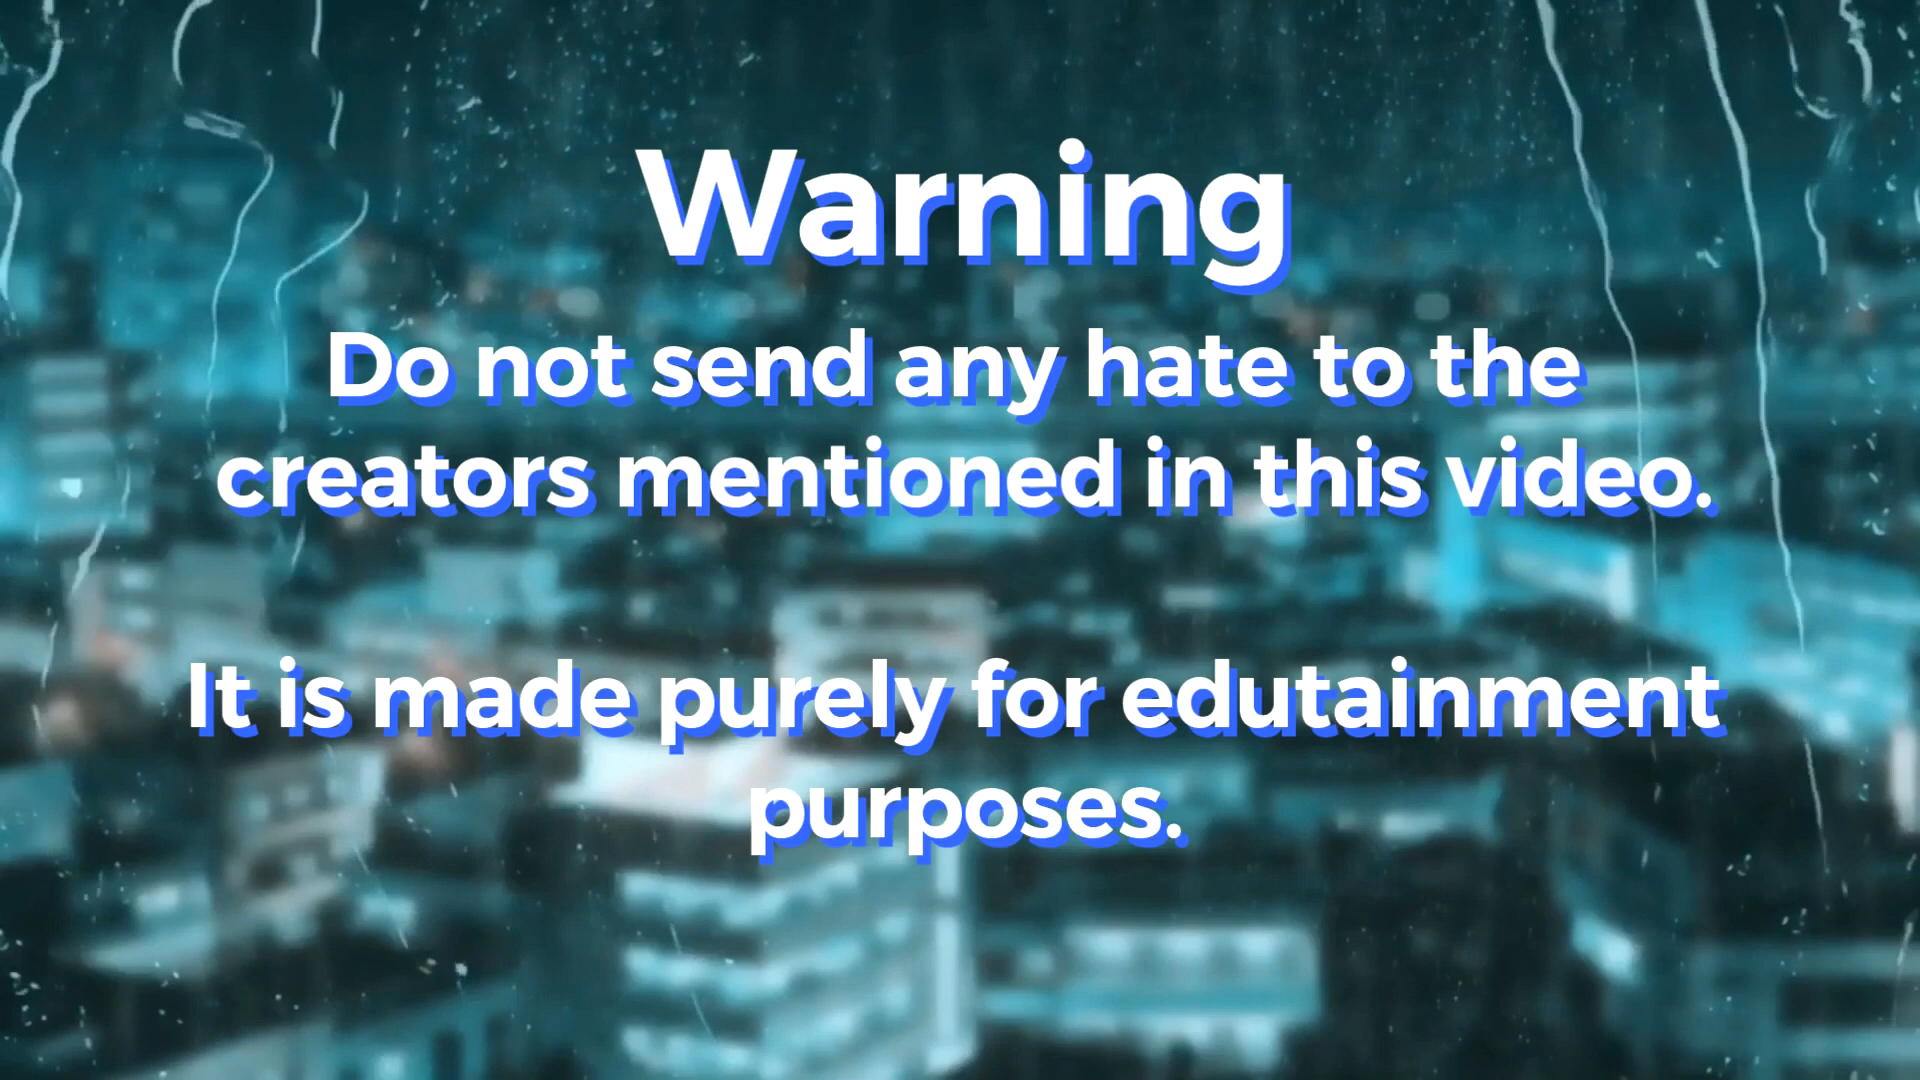 Warning
Do not send any hate to the
creators mentioned in this video.
It is made purely for edutainment
purposes.